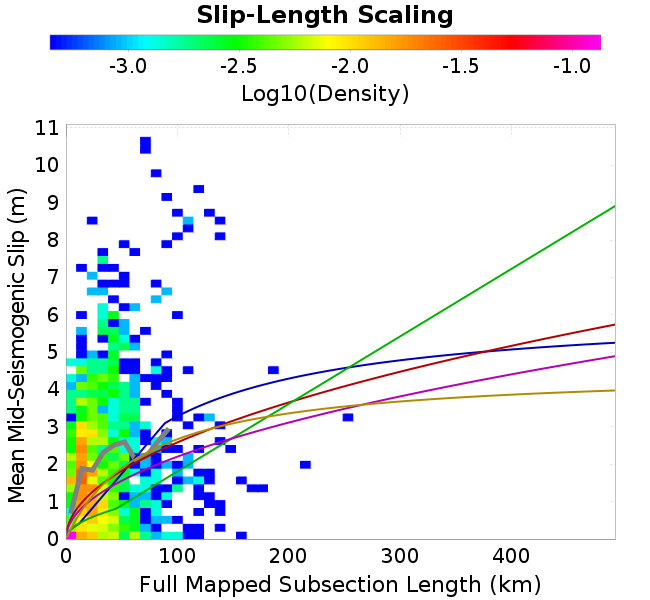 Slip-Length Scaling
-3.0 -2.5 -2.0 -1.5 -1.0
Log10(Density)
11
10
9
8
7
6
5
4
3
2
1
0
Mean Mid-Seismogenic Slip (m)
0 100 200 300 400
Full Mapped Subsection Length (km)